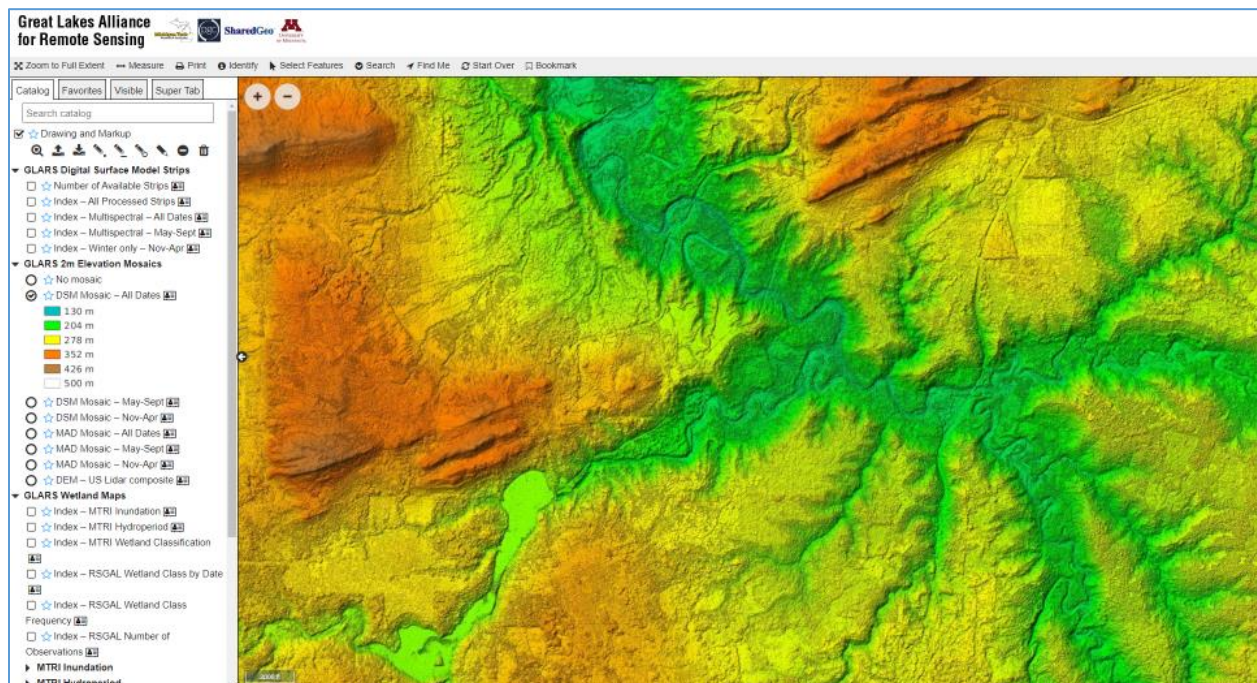 Great Lakes Alliance
for Remote Sensing
SharedGeo
Zoom to Full Extent Measure Print Identify Select Features Search Find Me Start Over Bookmark
Catalog Favorites Visible Super Tab
Search catalog
Drawing and Markup
GLARS Digital Surface Model Strips
Number of Available Strips
Index – All Processed Strips
Index – Multispectral – All Dates
Index – Multispectral – May-Sept
Index – Winter only – Nov-Apr
GLARS 2m Elevation Mosaics
No mosaic
DSM Mosaic – All Dates
130 m
204 m
278 m
352 m
426 m
500 m
DSM Mosaic – May-Sept
DSM Mosaic – Nov-Apr
MAD Mosaic – All Dates
MAD Mosaic – May-Sept
MAD Mosaic – Nov-Apr
DEM – US Lidar composite
GLARS Wetland Maps
Index – MTRI Inundation
Index – MTRI Hydroperiod
Index – MTRI Wetland Classification
Index – RSGAL Wetland Class by Date
Index – RSGAL Wetland Class
Frequency
Index – RSGAL Number of
Observations
MTRI Inundation
MTRI Hydroperiod